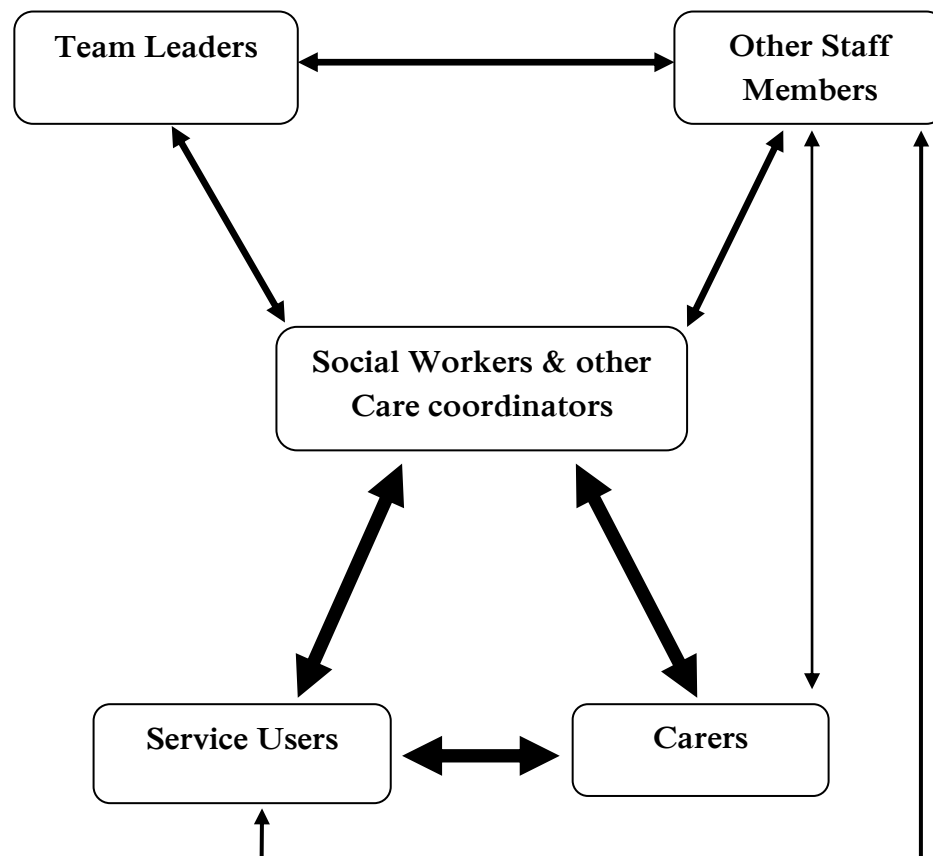 Team Leaders
Other Staff
Members
Social Workers & other
Care coordinators
Service Users
Carers